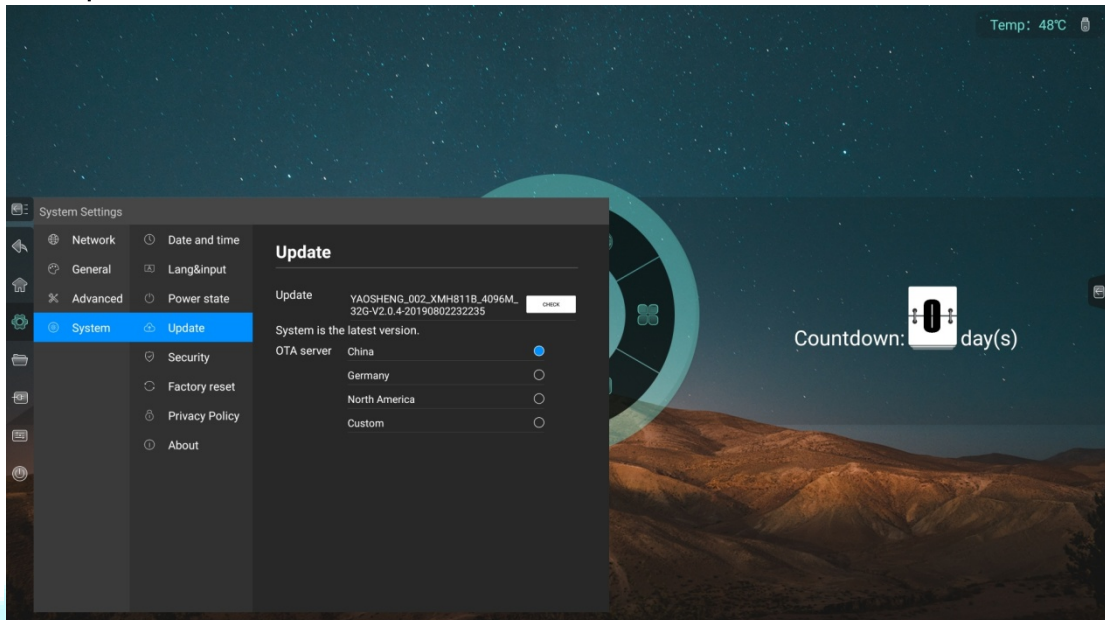 Temp: 48℃
System Settings
Network
General
Advanced
System
Date and time
Lang&input
Power state
Update
Security
Factory reset
Privacy Policy
About
Update
Update
YAOSHENG_002_XMH811B_4096M_
32G-V2.0.4-20190802232235
CHECK
System is the latest version.
OTA server
China
Germany
North America
Custom
Countdown: 0 day(s)